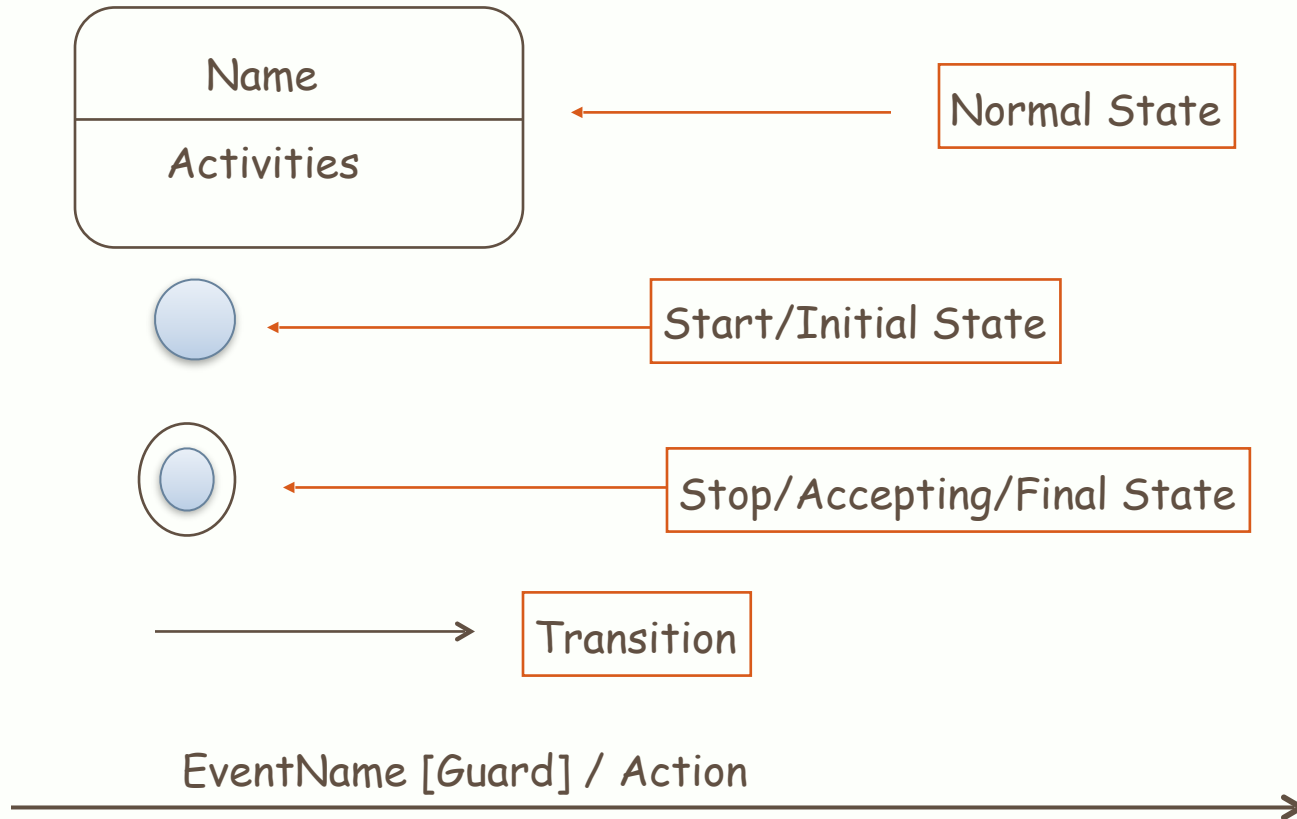 Name
Normal State
Activities
Start/Initial State
Stop/Accepting/Final State
Transition
EventName [Guard] / Action